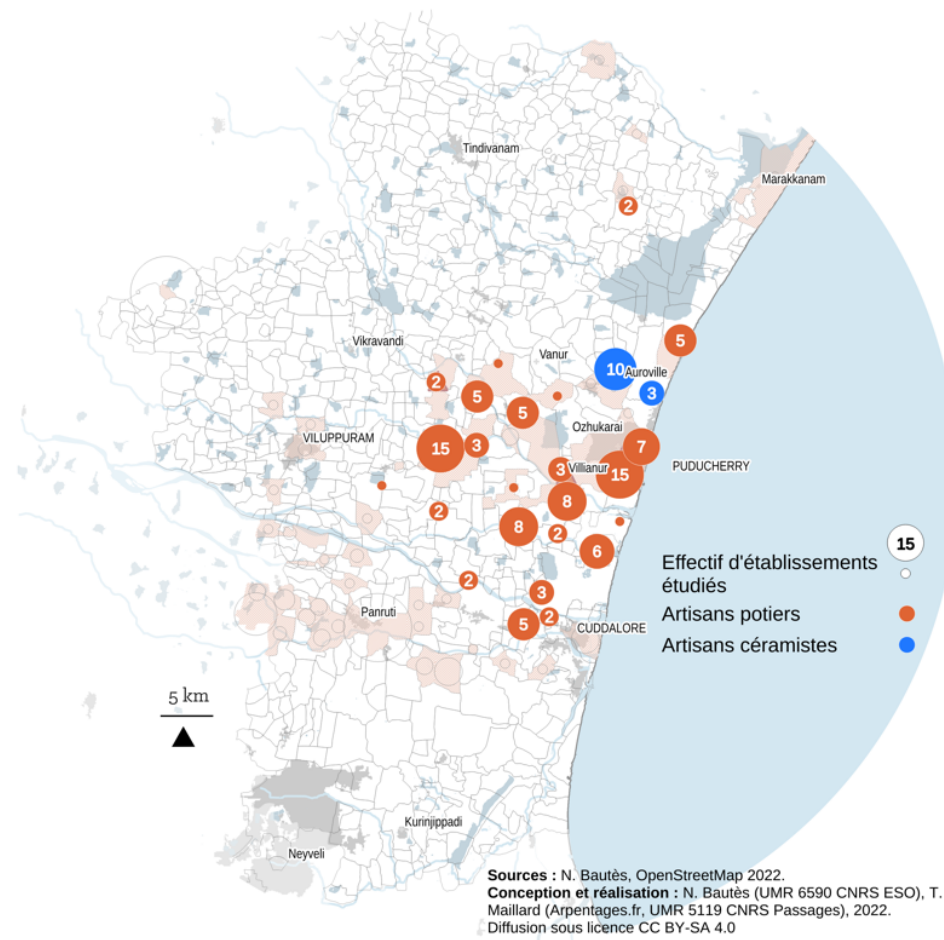 Tindivanam
Marakkanam
2
5
Vikravandi
Vanur
10
Auroville
2
3
5
5
Ozhukarai
VILUPPURAM
15
3
7
3
Villianur
15
PUDUCHERRY
8
2
8
2
6
15
Effectif d'établissements
étudiés
2
3
Artisans potiers
Panruti
5
2
CUDDALORE
Artisans céramistes
5 km
Kurinjippadi
Neyveli
Sources : N. Bautès, OpenStreetMap 2022.
Conception et réalisation : N. Bautès (UMR 6590 CNRS ESO), T.
Maillard (Arpentages.fr, UMR 5119 CNRS Passages), 2022.
Diffusion sous licence CC BY-SA 4.0